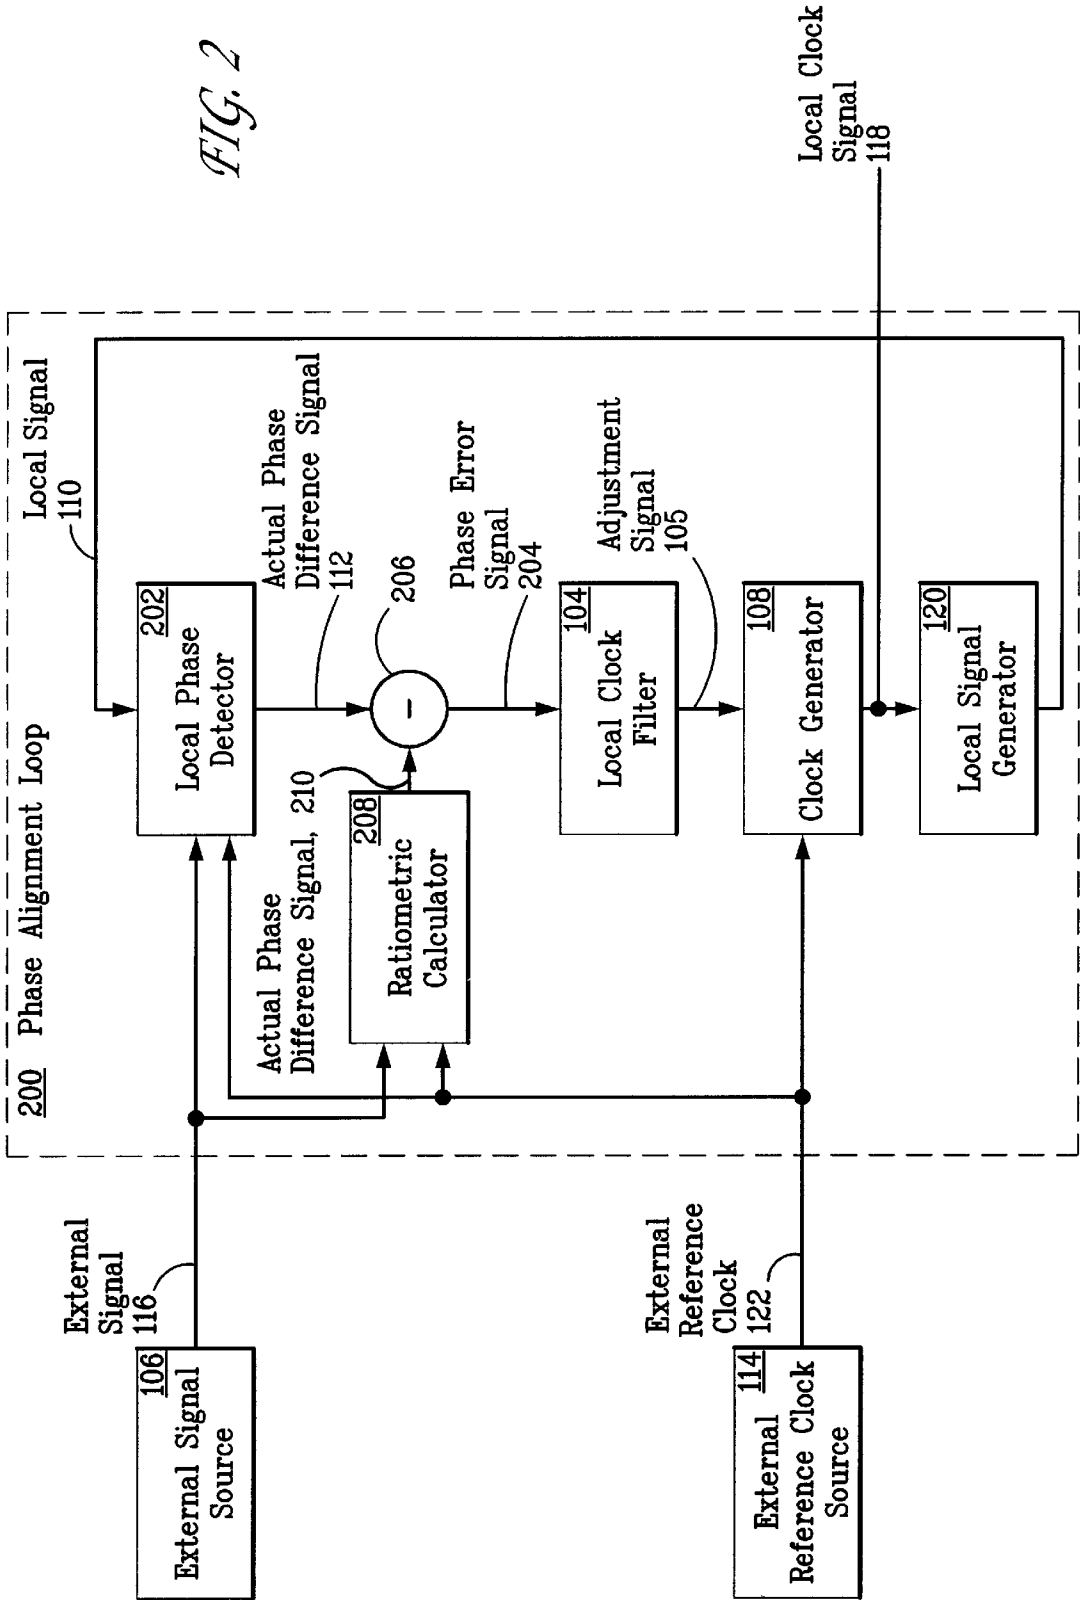 FIG. 2
200 Phase Alignment Loop
Local Signal
110
External
Signal
116
106
External Signal
Source
202
Local Phase
Detector
Actual Phase
Difference Signal
112
Actual Phase
Difference Signal, 210
208
Ratiometric
Calculator
206
-
Phase Error
Signal
204
104
Local Clock
Filter
Adjustment
Signal
105
External
Reference
Clock
122
114
External
Reference Clock
Source
108
Clock Generator
Local Clock
Signal
118
120
Local Signal
Generator